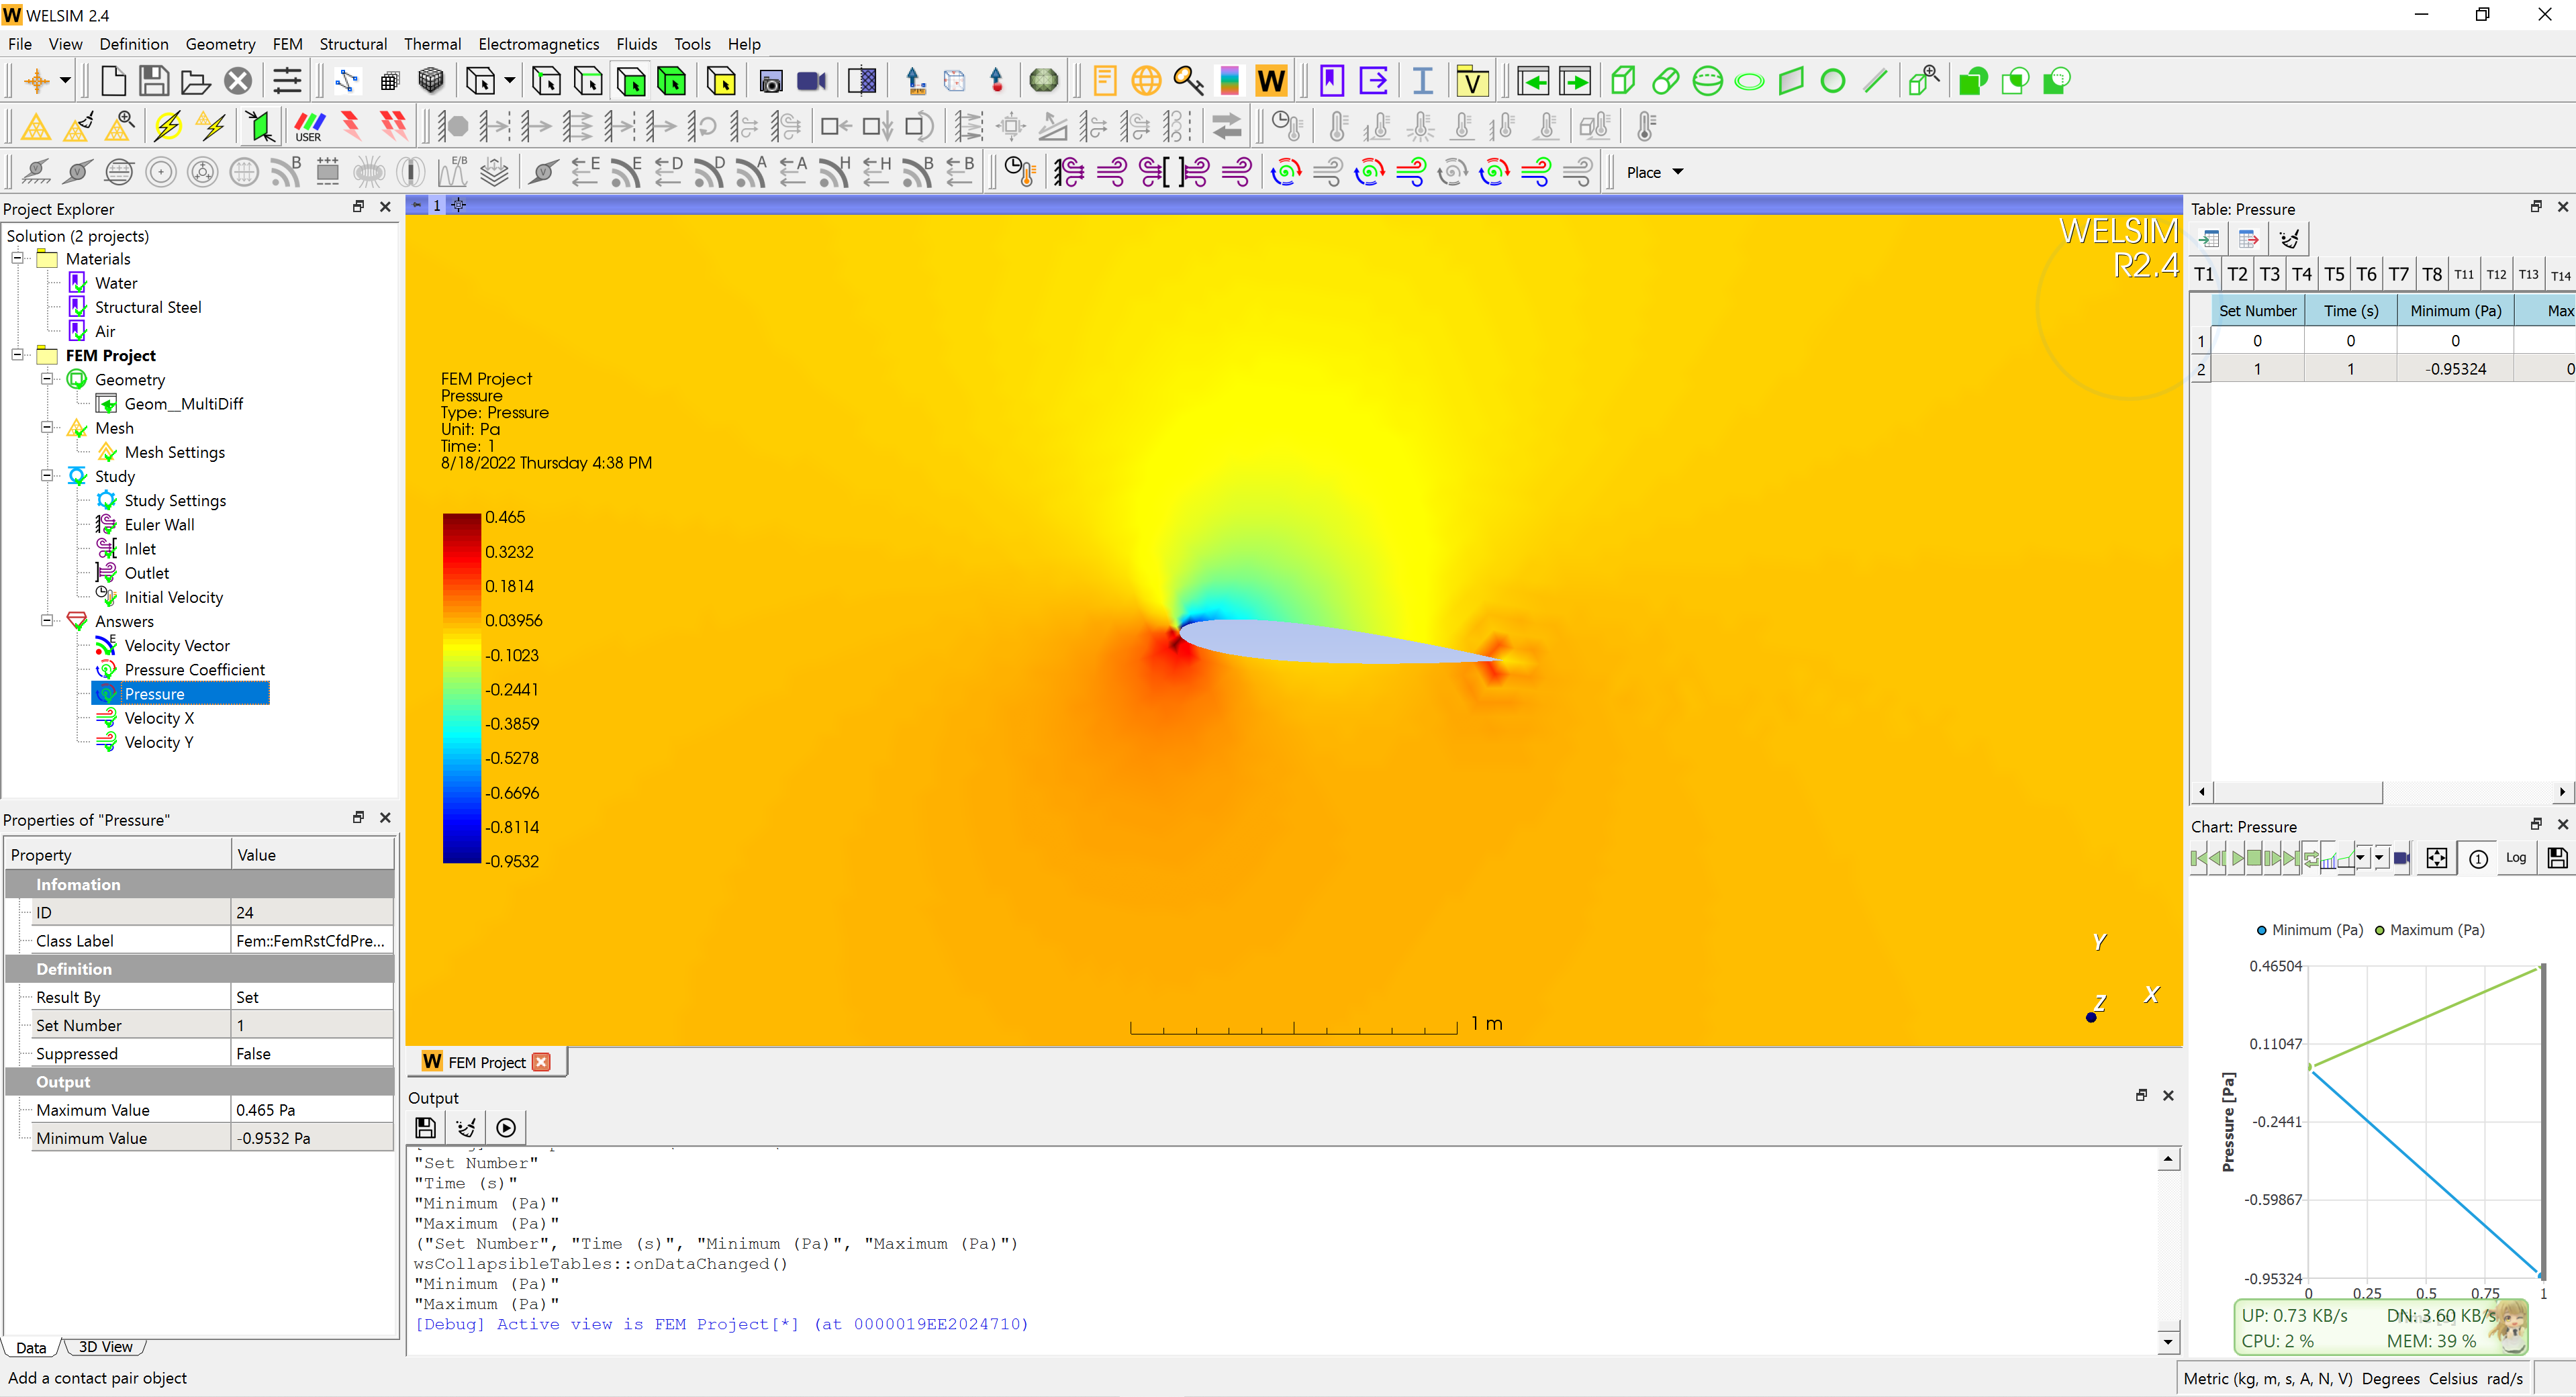 WELSIM 2.4
File View Definition Geometry FEM Structural Thermal Electromagnetics Fluids Tools Help
USER
Place
Project Explorer
Solution (2 projects)
Materials
Water
Structural Steel
Air
FEM Project
Geometry
Geom__MultiDiff
Mesh
Mesh Settings
Study
Study Settings
Euler Wall
Inlet
Outlet
Initial Velocity
Answers
Velocity Vector
Pressure Coefficient
Pressure
Velocity X
Velocity Y
Properties of "Pressure"
Property Value
Infomation
ID 24
Class Label Fem::FemRstCfdPre...
Definition
Result By Set
Set Number 1
Suppressed False
Output
Maximum Value 0.465 Pa
Minimum Value -0.9532 Pa
Data 3D View
Add a contact pair object
1
WELSIM
R2.4
FEM Project
Pressure
Type: Pressure
Unit: Pa
Time: 1
8/18/2022 Thursday 4:38 PM
0.465
0.3232
0.1814
0.03956
-0.1023
-0.2441
-0.3859
-0.5278
-0.6696
-0.8114
-0.9532
1 m
Y
Z X
FEM Project
Output
"Set Number"
"Time (s)"
"Minimum (Pa)"
"Maximum (Pa)"
("Set Number", "Time (s)", "Minimum (Pa)", "Maximum (Pa)")
wsCollapsibleTables::onDataChanged()
"Minimum (Pa)"
"Maximum (Pa)"
[Debug] Active view is FEM Project[*] (at 0000019EE2024710)
Table: Pressure
T1 T2 T3 T4 T5 T6 T7 T8 T11 T12 T13 T14
Set Number Time (s) Minimum (Pa) Max
1 0 0 0
2 1 1 -0.95324 0
Chart: Pressure
1 Log
Minimum (Pa) Maximum (Pa)
Pressure [Pa]
0.46504
0.11047
-0.2441
-0.59867
-0.95324
0 0.25 0.5 0.75 1
UP: 0.73 KB/s DN: 3.60 KB/s
CPU: 2 % MEM: 39 %
Metric (kg, m, s, A, N, V) Degrees Celsius rad/s